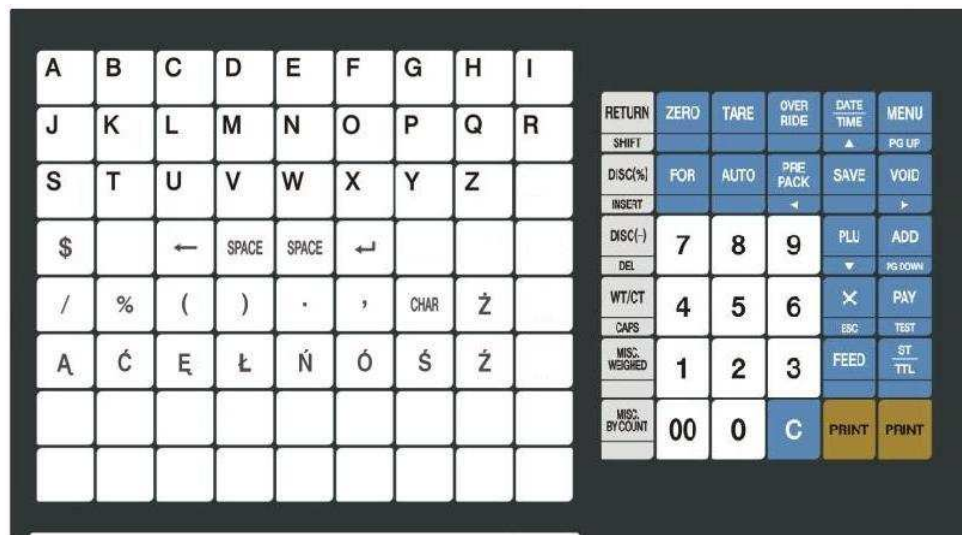 A B C D E F G H I
J K L M N O P Q R
S T U V W X Y Z
$ ← SPACE SPACE ↵
/ % ( ) . , CHAR Ż
Ą Ć Ę Ł Ń Ó Ś Ź
RETURN ZERO TARE OVER RIDE DATE TIME MENU
SHIFT ▲ PG UP
DISC(%) FOR AUTO PRE PACK SAVE VOID
INSERT ◄ ►
DISC(-) 7 8 9 PLU ADD
DEL ▼ PG DOWN
WT/CT 4 5 6 X PAY
CAPS ESC TEST
MISC. WEIGHED 1 2 3 FEED ST TTL
MISC. BY COUNT 00 0 C PRINT PRINT